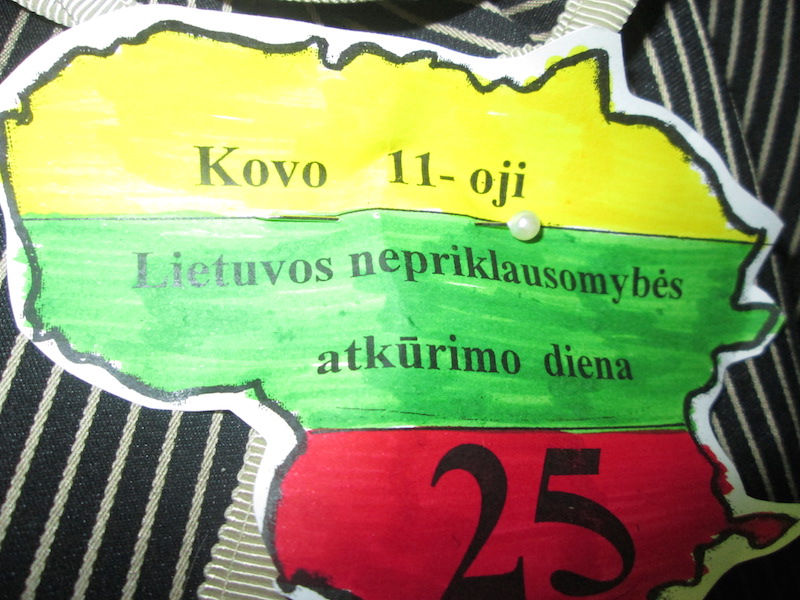 Kovo 11- oji
Lietuvos nepriklausomybės
atkūrimo diena
25